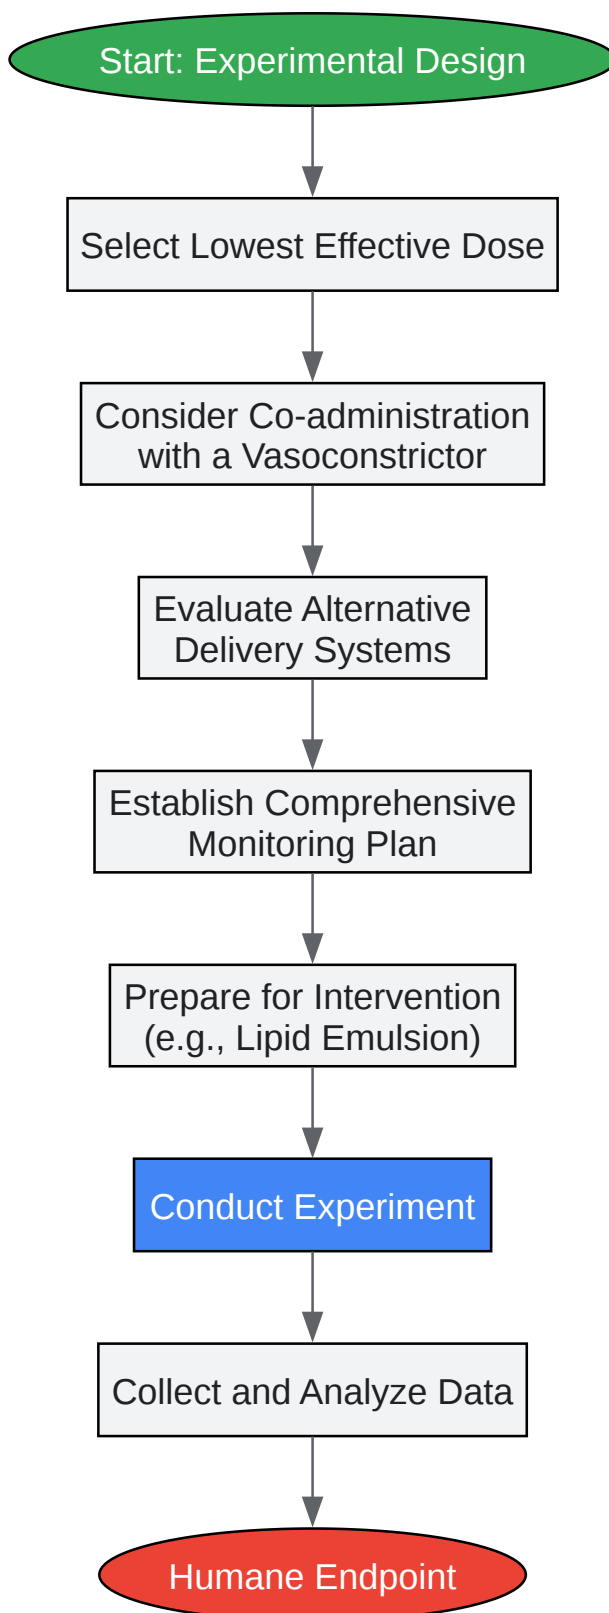 Start: Experimental Design
Select Lowest Effective Dose
Consider Co-administration
with a Vasoconstrictor
Evaluate Alternative
Delivery Systems
Establish Comprehensive
Monitoring Plan
Prepare for Intervention
(e.g., Lipid Emulsion)
Conduct Experiment
Collect and Analyze Data
Humane Endpoint